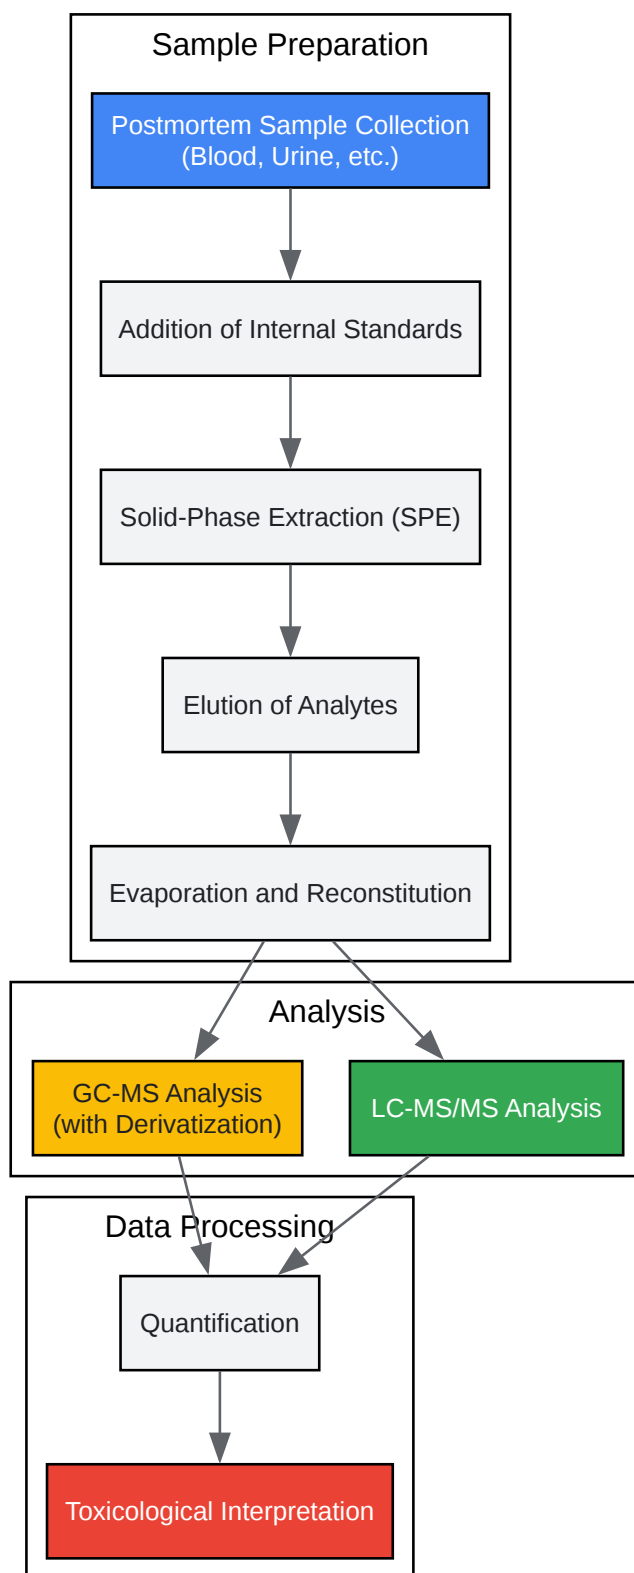 Sample Preparation
Postmortem Sample Collection
(Blood, Urine, etc.)
Addition of Internal Standards
Solid-Phase Extraction (SPE)
Elution of Analytes
Evaporation and Reconstitution
Analysis
GC-MS Analysis
(with Derivatization)
LC-MS/MS Analysis
Data Processing
Quantification
Toxicological Interpretation